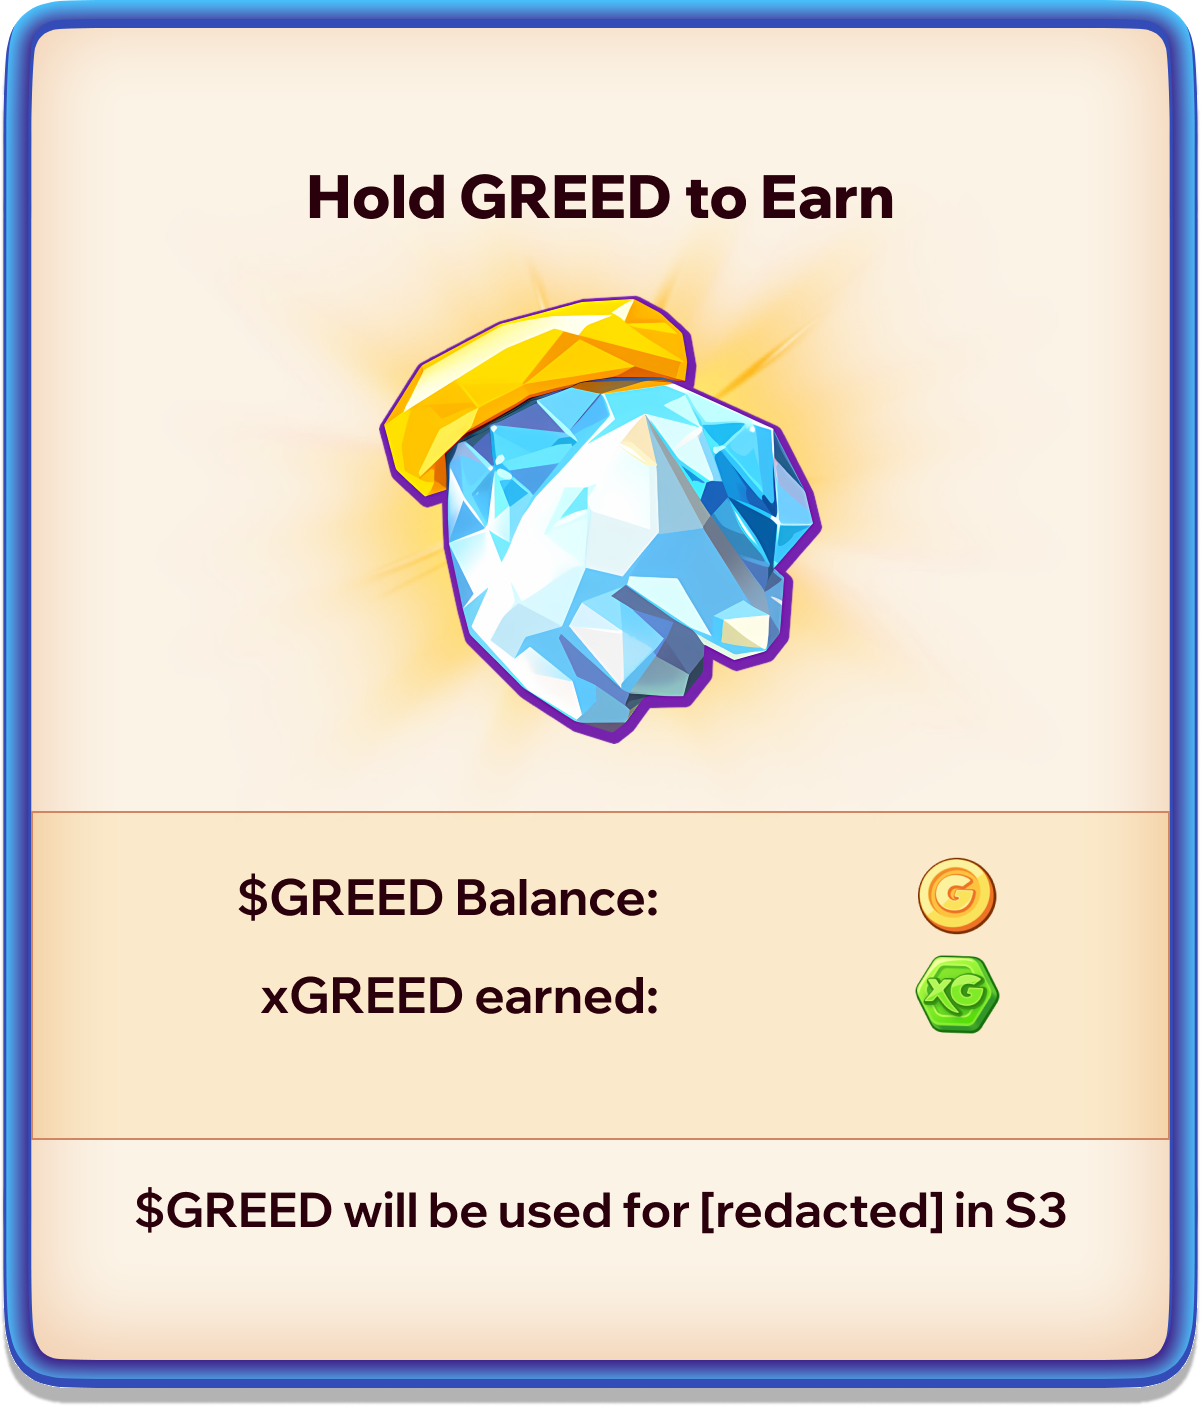 Hold GREED to Earn
$GREED Balance:
G
xGREED earned:
xG
$GREED will be used for [redacted] in S3